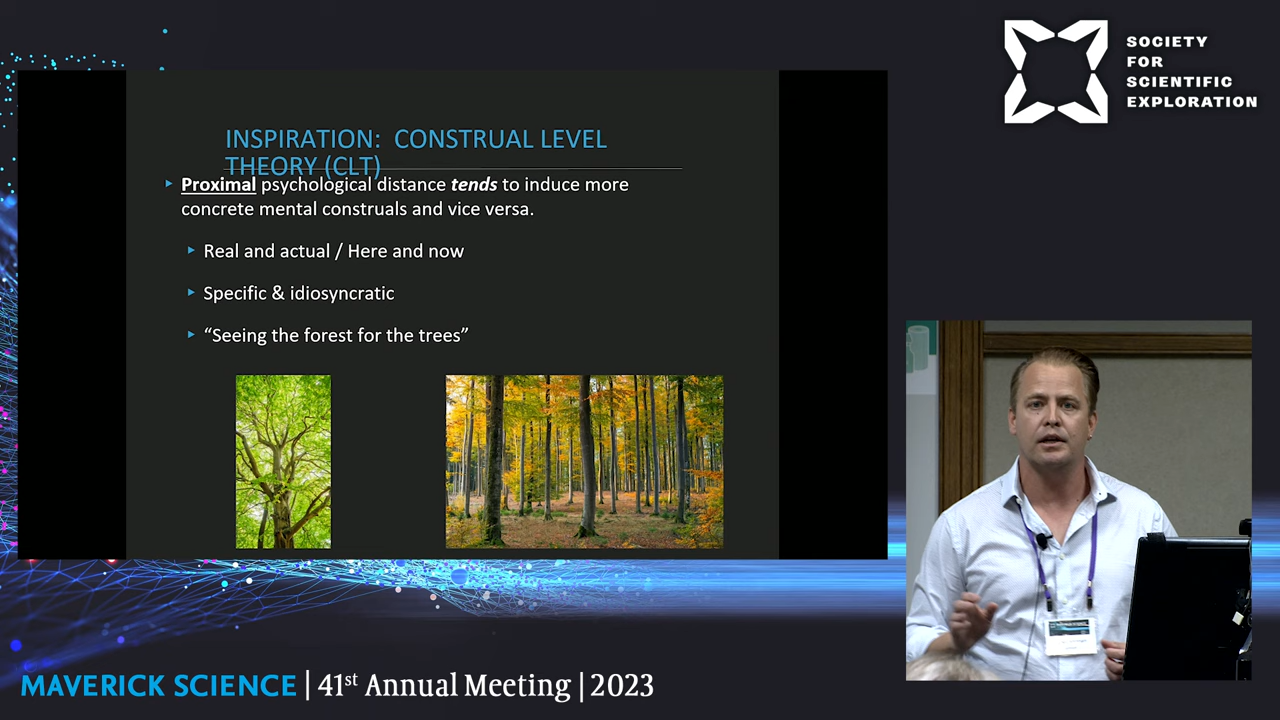 SOCIETY
FOR
SCIENTIFIC
EXPLORATION
INSPIRATION: CONSTRUAL LEVEL
THEORY (CLT)
Proximal psychological distance tends to induce more
concrete mental construals and vice versa.
Real and actual / Here and now
Specific & idiosyncratic
“Seeing the forest for the trees”
MAVERICK SCIENCE | 41st Annual Meeting | 2023